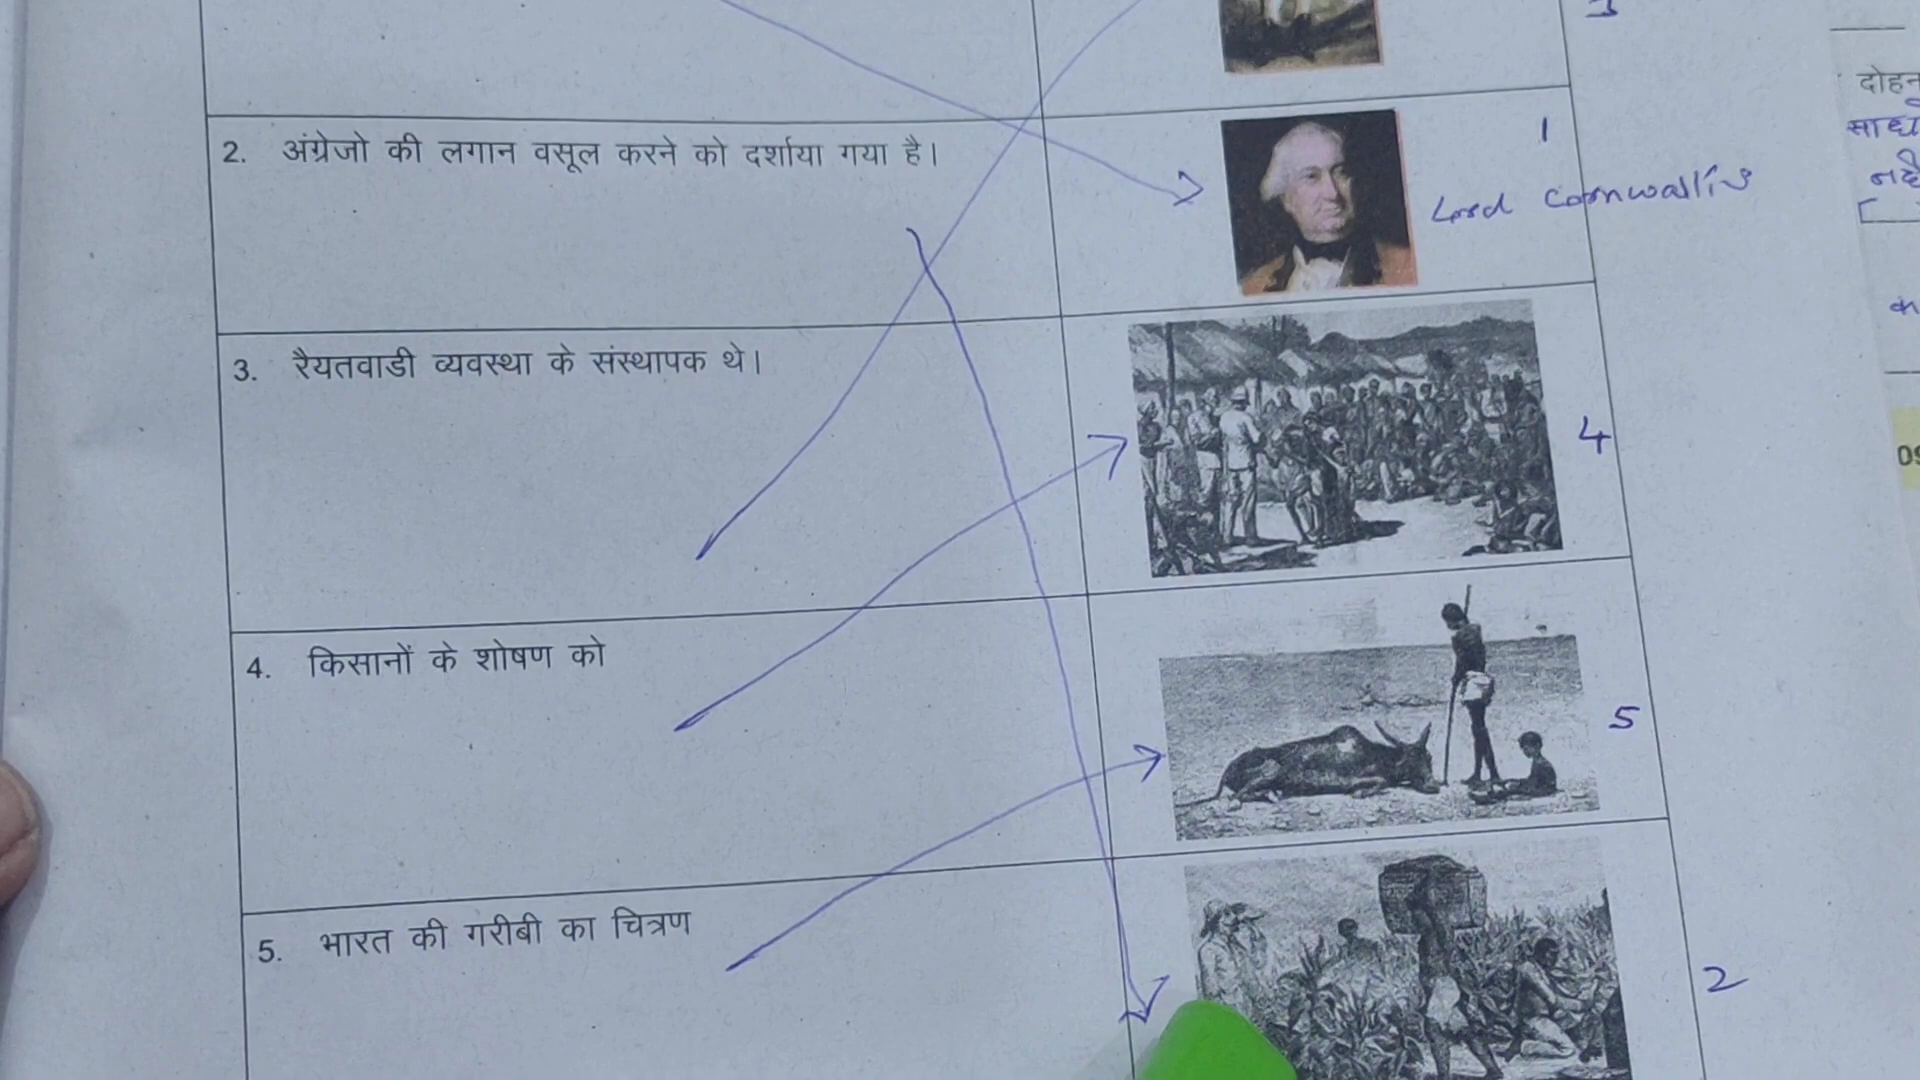 2. अंग्रेजो की लगान वसूल करने को दर्शाया गया है।
1
Lord Cornwallis
3. रैयतवाडी व्यवस्था के संस्थापक थे।
4
4. किसानों के शोषण को
5
5. भारत की गरीबी का चित्रण
2